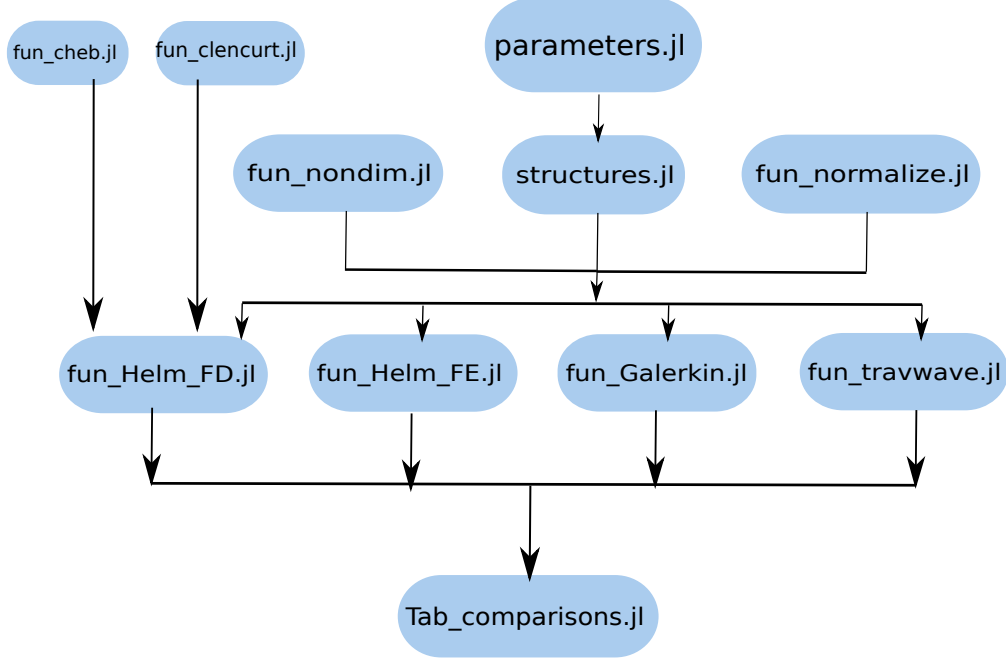 fun_cheb.jl
fun_clencurt.jl
parameters.jl
fun_nondim.jl
structures.jl
fun_normalize.jl
fun_Helm_FD.jl
fun_Helm_FE.jl
fun_Galerkin.jl
fun_travwave.jl
Tab_comparisons.jl